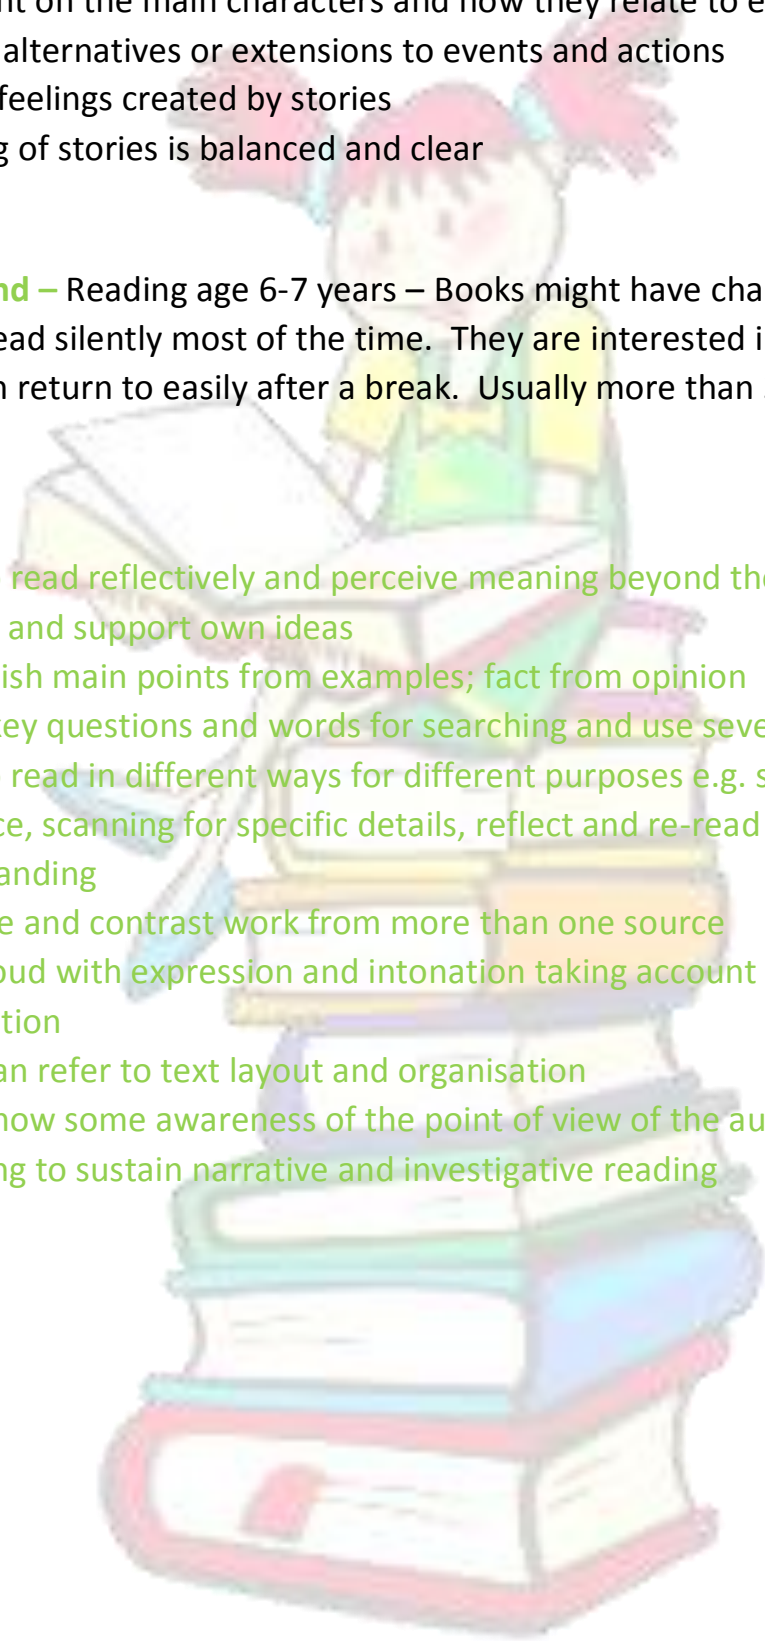 nt on the main characters and how they relate to e
alternatives or extensions to events and actions
feelings created by stories
g of stories is balanced and clear
nd – Reading age 6-7 years – Books might have cha
ead silently most of the time. They are interested i
n return to easily after a break. Usually more than
read reflectively and perceive meaning beyond the
and support own ideas
ish main points from examples; fact from opinion
key questions and words for searching and use seve
read in different ways for different purposes e.g. s
ce, scanning for specific details, reflect and re-read
anding
e and contrast work from more than one source
oud with expression and intonation taking account
tion
an refer to text layout and organisation
how some awareness of the point of view of the au
ng to sustain narrative and investigative reading